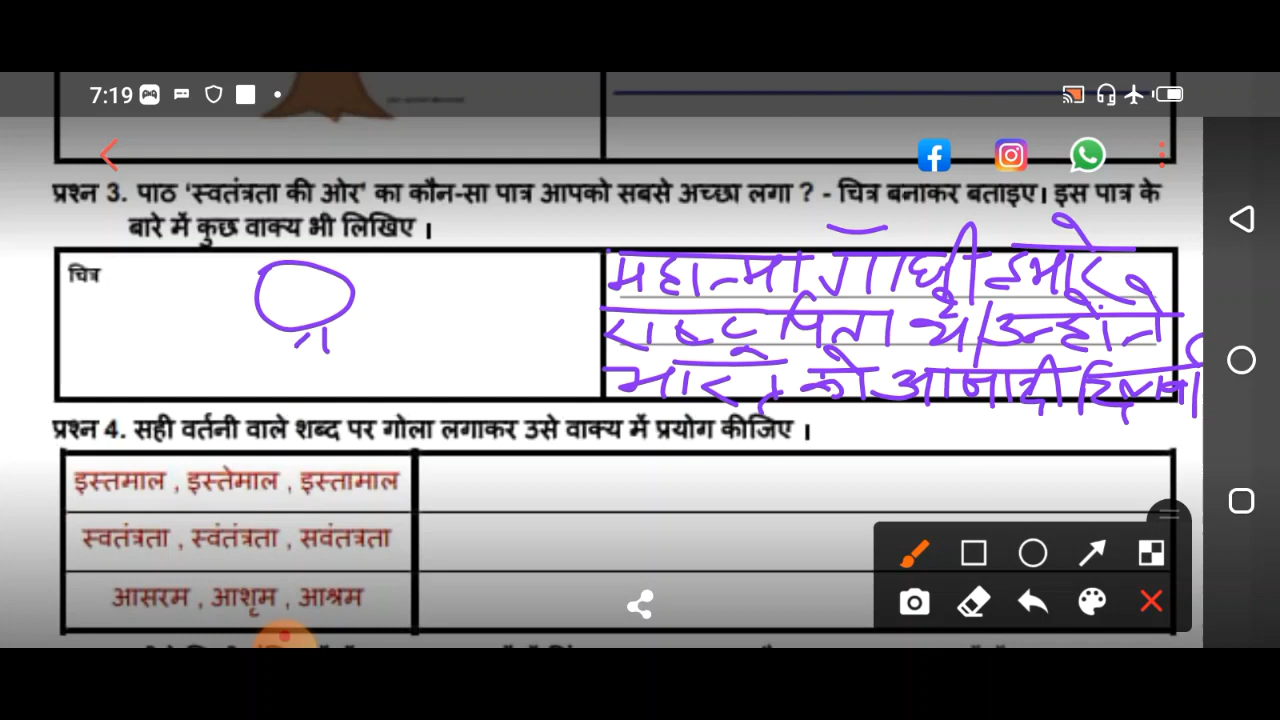 7:19
प्रश्न 3. पाठ ‘स्वतंत्रता की ओर’ का कौन-सा पात्र आपको सबसे अच्छा लगा ? - चित्र बनाकर बताइए। इस पात्र के
बारे में कुछ वाक्य भी लिखिए ।
चित्र
महात्मा गाँधी हमारे
राष्ट्रपिता थे। उन्होंने
भारत को आजादी दिलायी
प्रश्न 4. सही वर्तनी वाले शब्द पर गोला लगाकर उसे वाक्य में प्रयोग कीजिए ।
इस्तमाल , इस्तेमाल , इस्तामाल
स्वतंत्रता , स्वंतंत्रता , सवंतत्रता
आसरम , आशृम , आश्रम